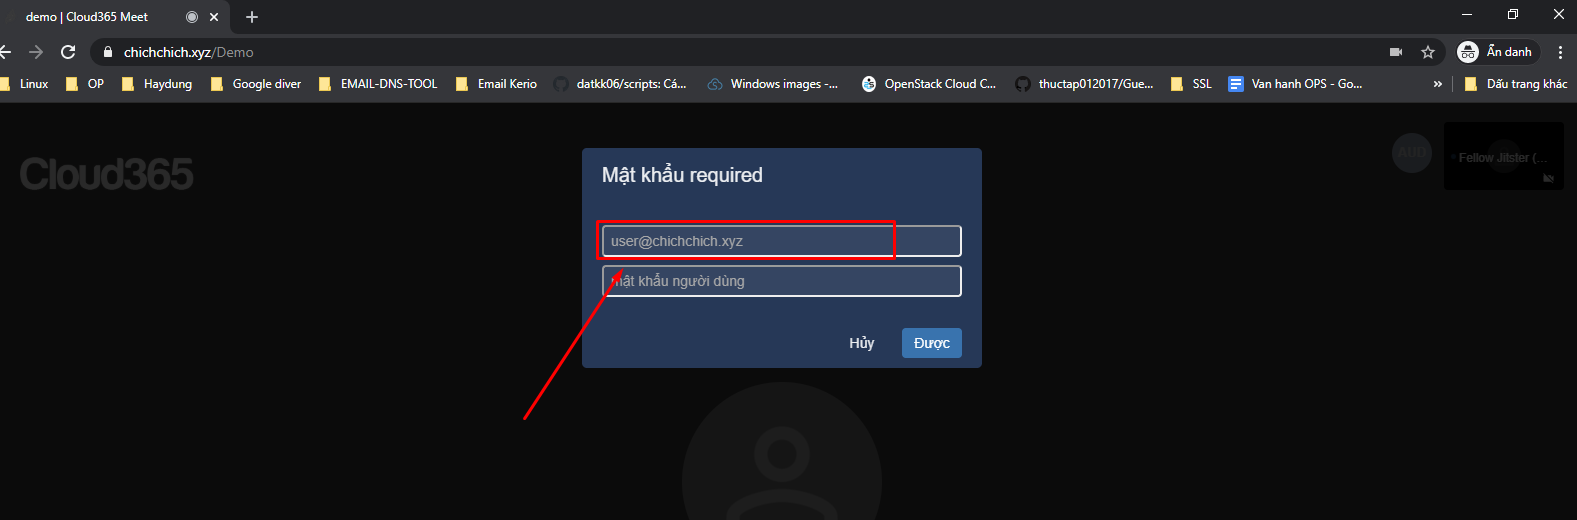 demo | Cloud365 Meet
chichchich.xyz/Demo
Ẩn danh
Linux OP Haydung Google diver EMAIL-DNS-TOOL Email Kerio datkk06/scripts: Cá... Windows images -... OpenStack Cloud C... thuctap012017/Gue... SSL Van hanh OPS - Go... » Dấu trang khác
Cloud365
Mật khẩu required
AUD
Fellow Jitster (...
user@chichchich.xyz
mật khẩu người dùng
Hủy Được